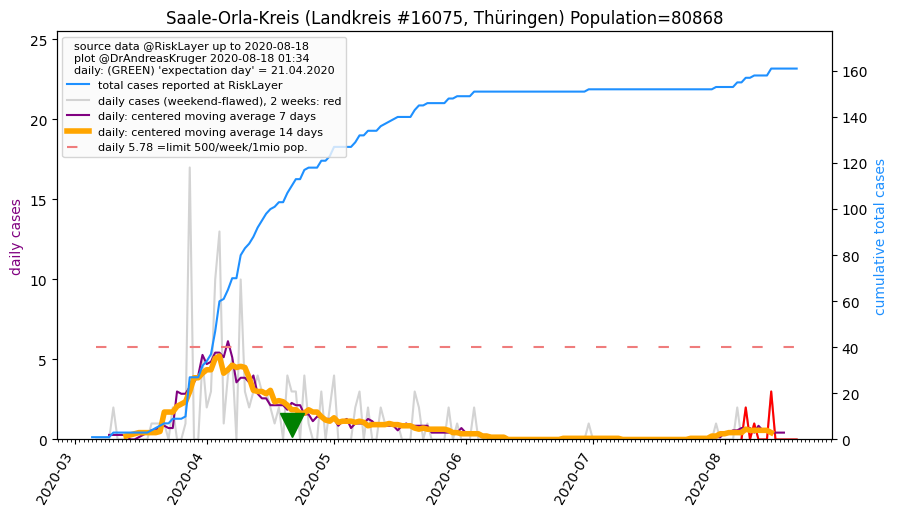 Saale-Orla-Kreis (Landkreis #16075, Thüringen) Population=80868
source data @RiskLayer up to 2020-08-18
plot @DrAndreasKruger 2020-08-18 01:34
daily: (GREEN) 'expectation day' = 21.04.2020
total cases reported at RiskLayer
daily cases (weekend-flawed), 2 weeks: red
daily: centered moving average 7 days
daily: centered moving average 14 days
daily 5.78 =limit 500/week/1mio pop.
daily cases
25
20
15
10
5
0
cumulative total cases
160
140
120
100
80
60
40
20
0
2020-03
2020-04
2020-05
2020-06
2020-07
2020-08